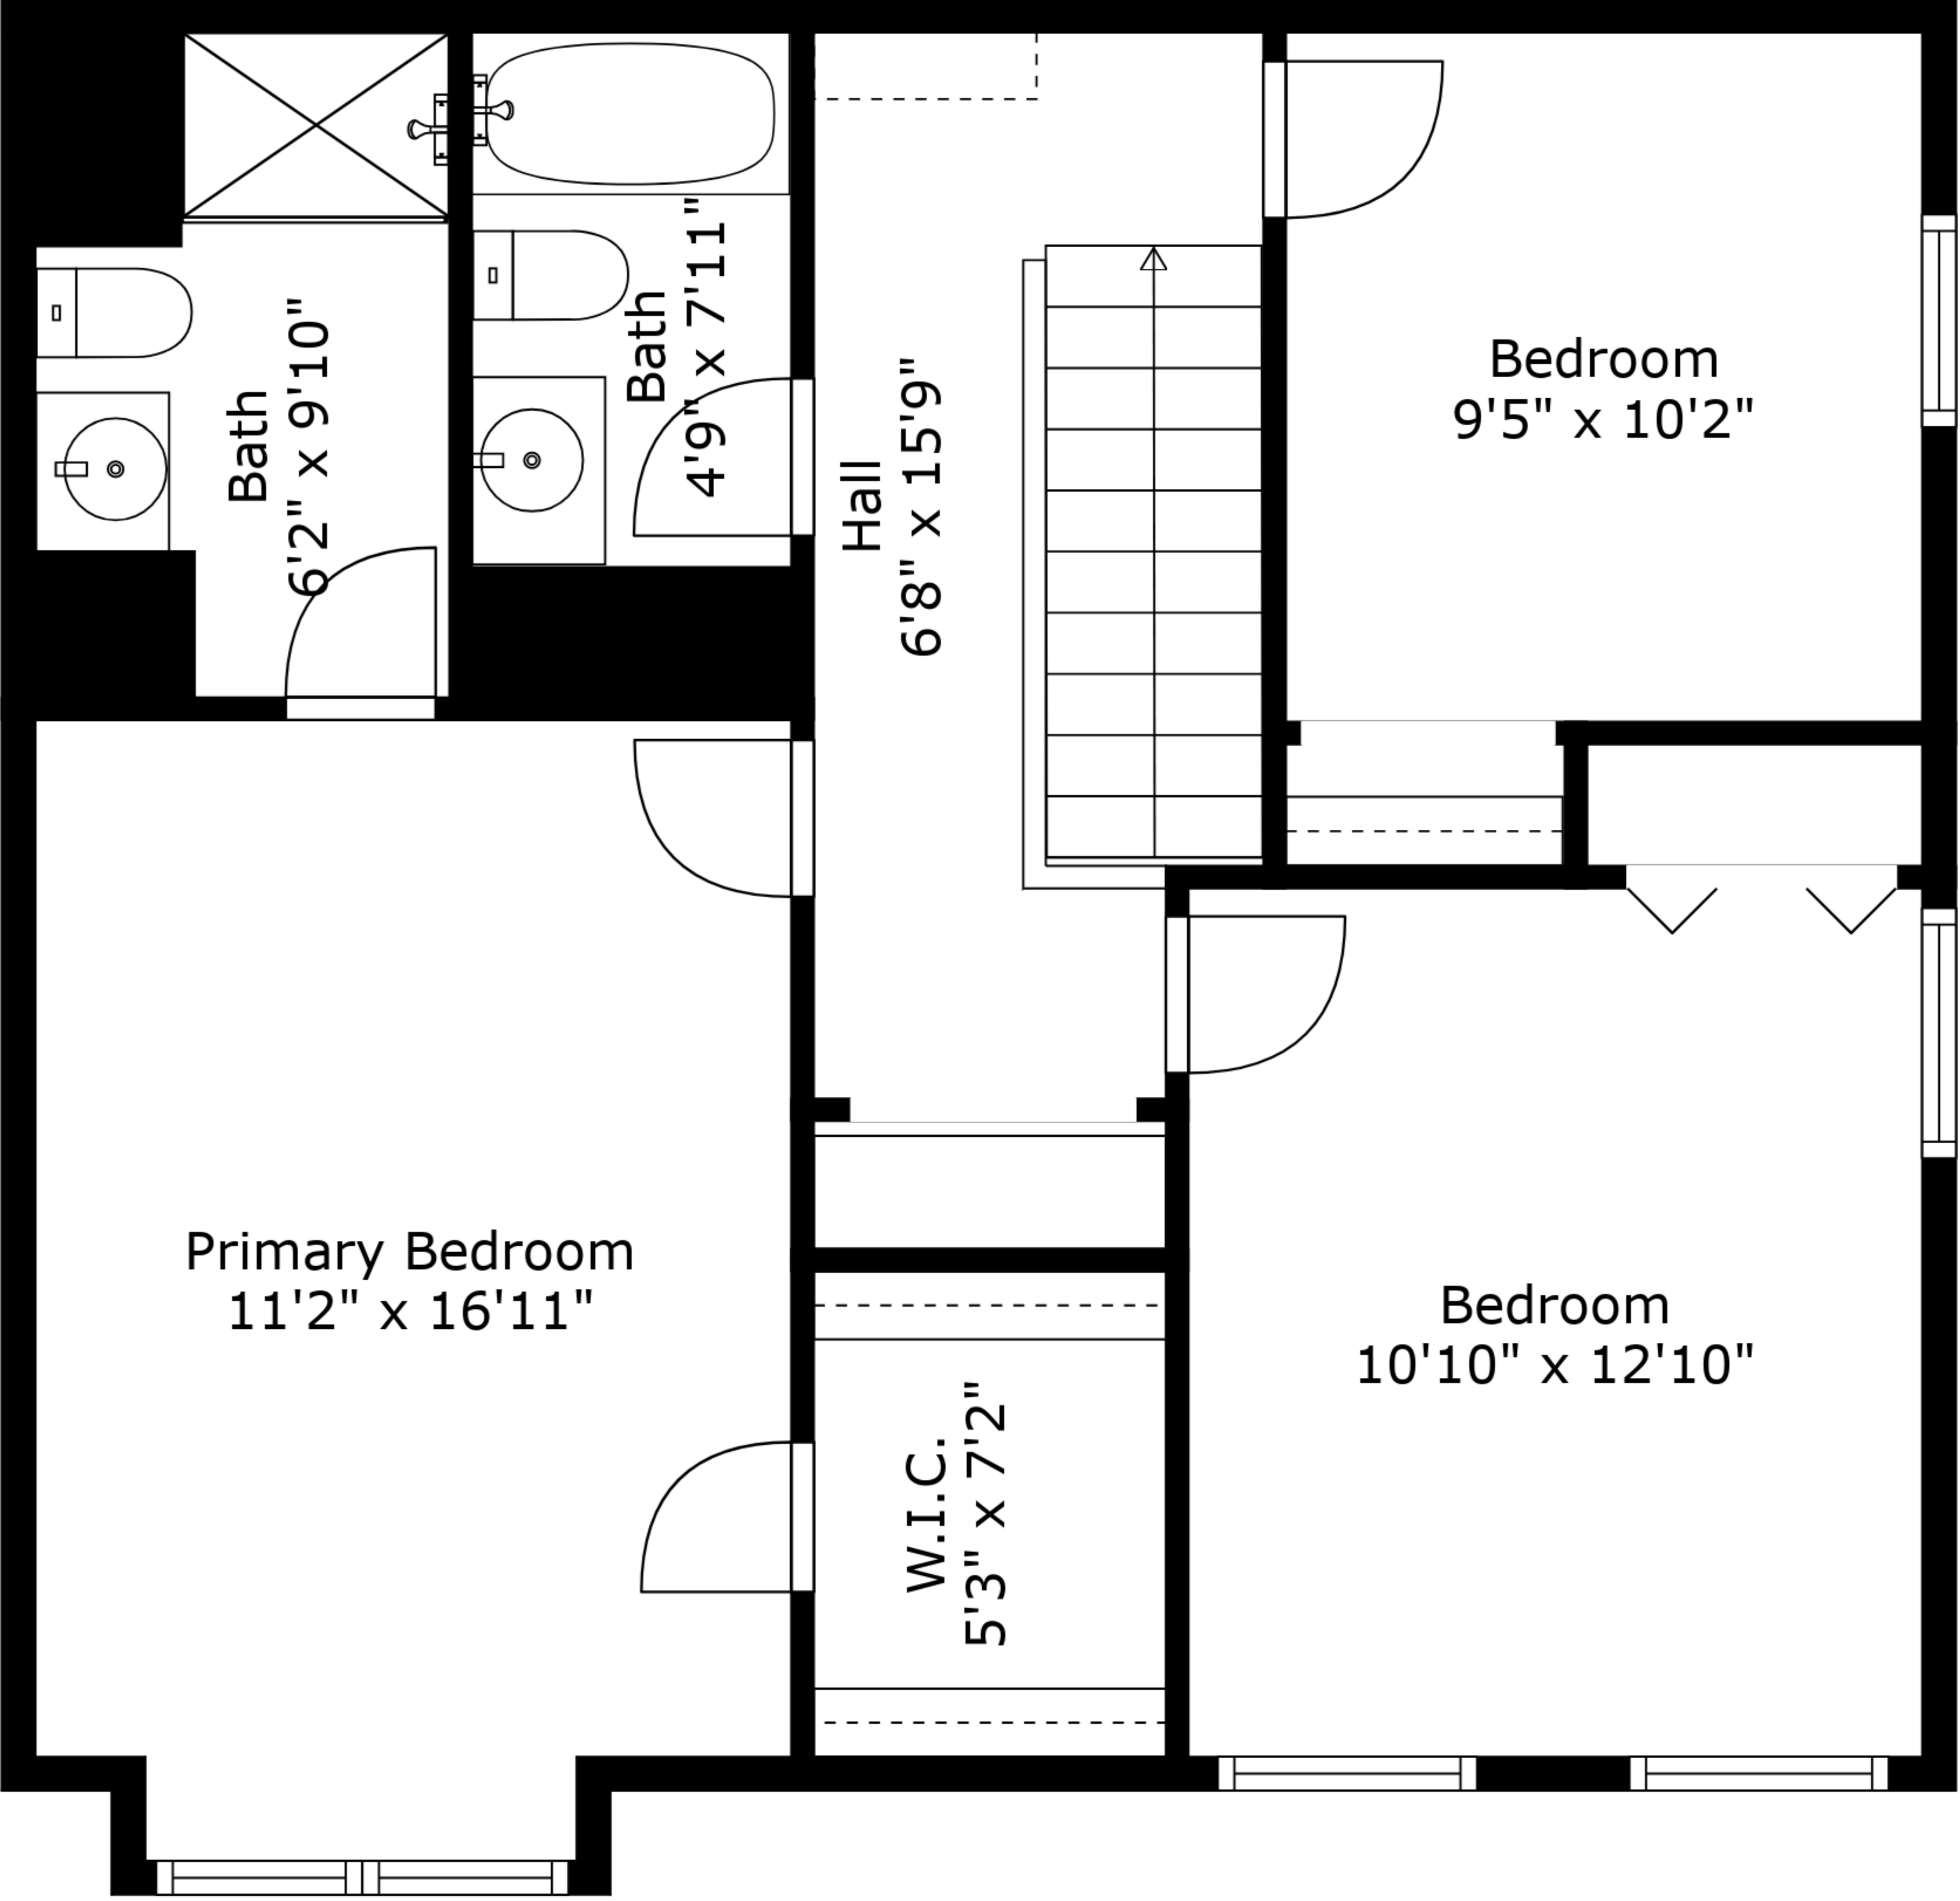 Bath
6'2" x 9'10"
Bath
4'9" x 7'11"
Hall
6'8" x 15'9"
Bedroom
9'5" x 10'2"
Primary Bedroom
11'2" x 16'11"
W.I.C.
5'3" x 7'2"
Bedroom
10'10" x 12'10"